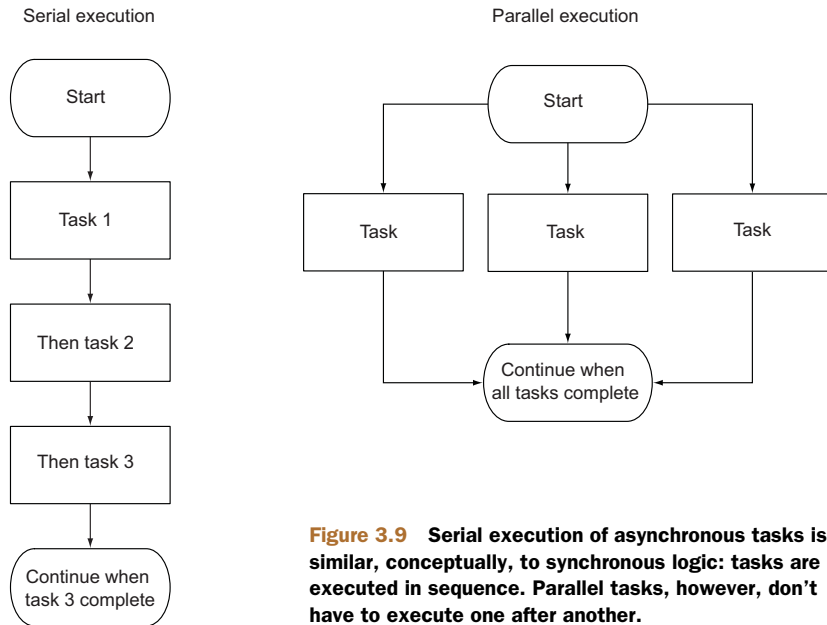 Serial execution
Start
Task 1
Then task 2
Then task 3
Continue when
task 3 complete
Parallel execution
Start
Task
Task
Task
Continue when
all tasks complete
Figure 3.9 Serial execution of asynchronous tasks is
similar, conceptually, to synchronous logic: tasks are
executed in sequence. Parallel tasks, however, don’t
have to execute one after another.